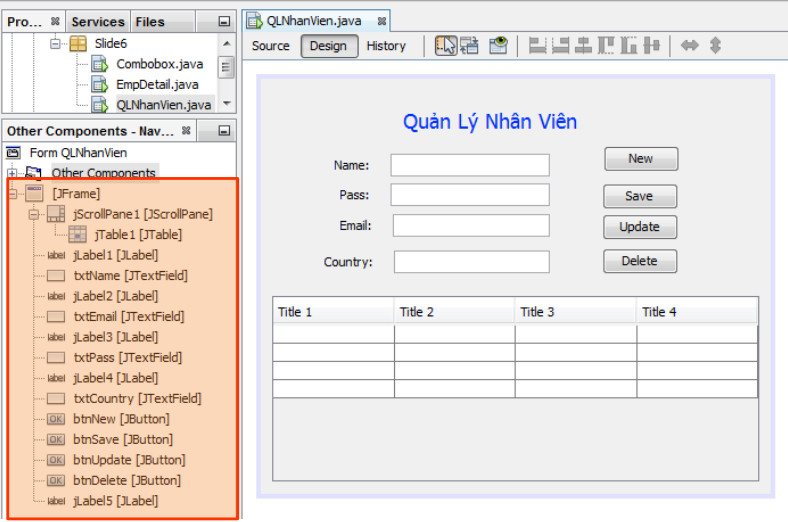 Pro... Services Files
Slide6
Combobox.java
EmpDetail.java
QLNhanVien.java
Other Components - Nav...
Form QLNhanVien
Other Components
[JFrame]
jScrollPane1 [JScrollPane]
jTable1 [JTable]
label jLabel1 [JLabel]
txtName [JTextField]
label jLabel2 [JLabel]
txtEmail [JTextField]
label jLabel3 [JLabel]
txtPass [JTextField]
label jLabel4 [JLabel]
txtCountry [JTextField]
OK btnNew [JButton]
OK btnSave [JButton]
OK btnUpdate [JButton]
OK btnDelete [JButton]
label jLabel5 [JLabel]
QLNhanVien.java
Source Design History
Quản Lý Nhân Viên
Name: New
Pass: Save
Email: Update
Country: Delete
Title 1 Title 2 Title 3 Title 4